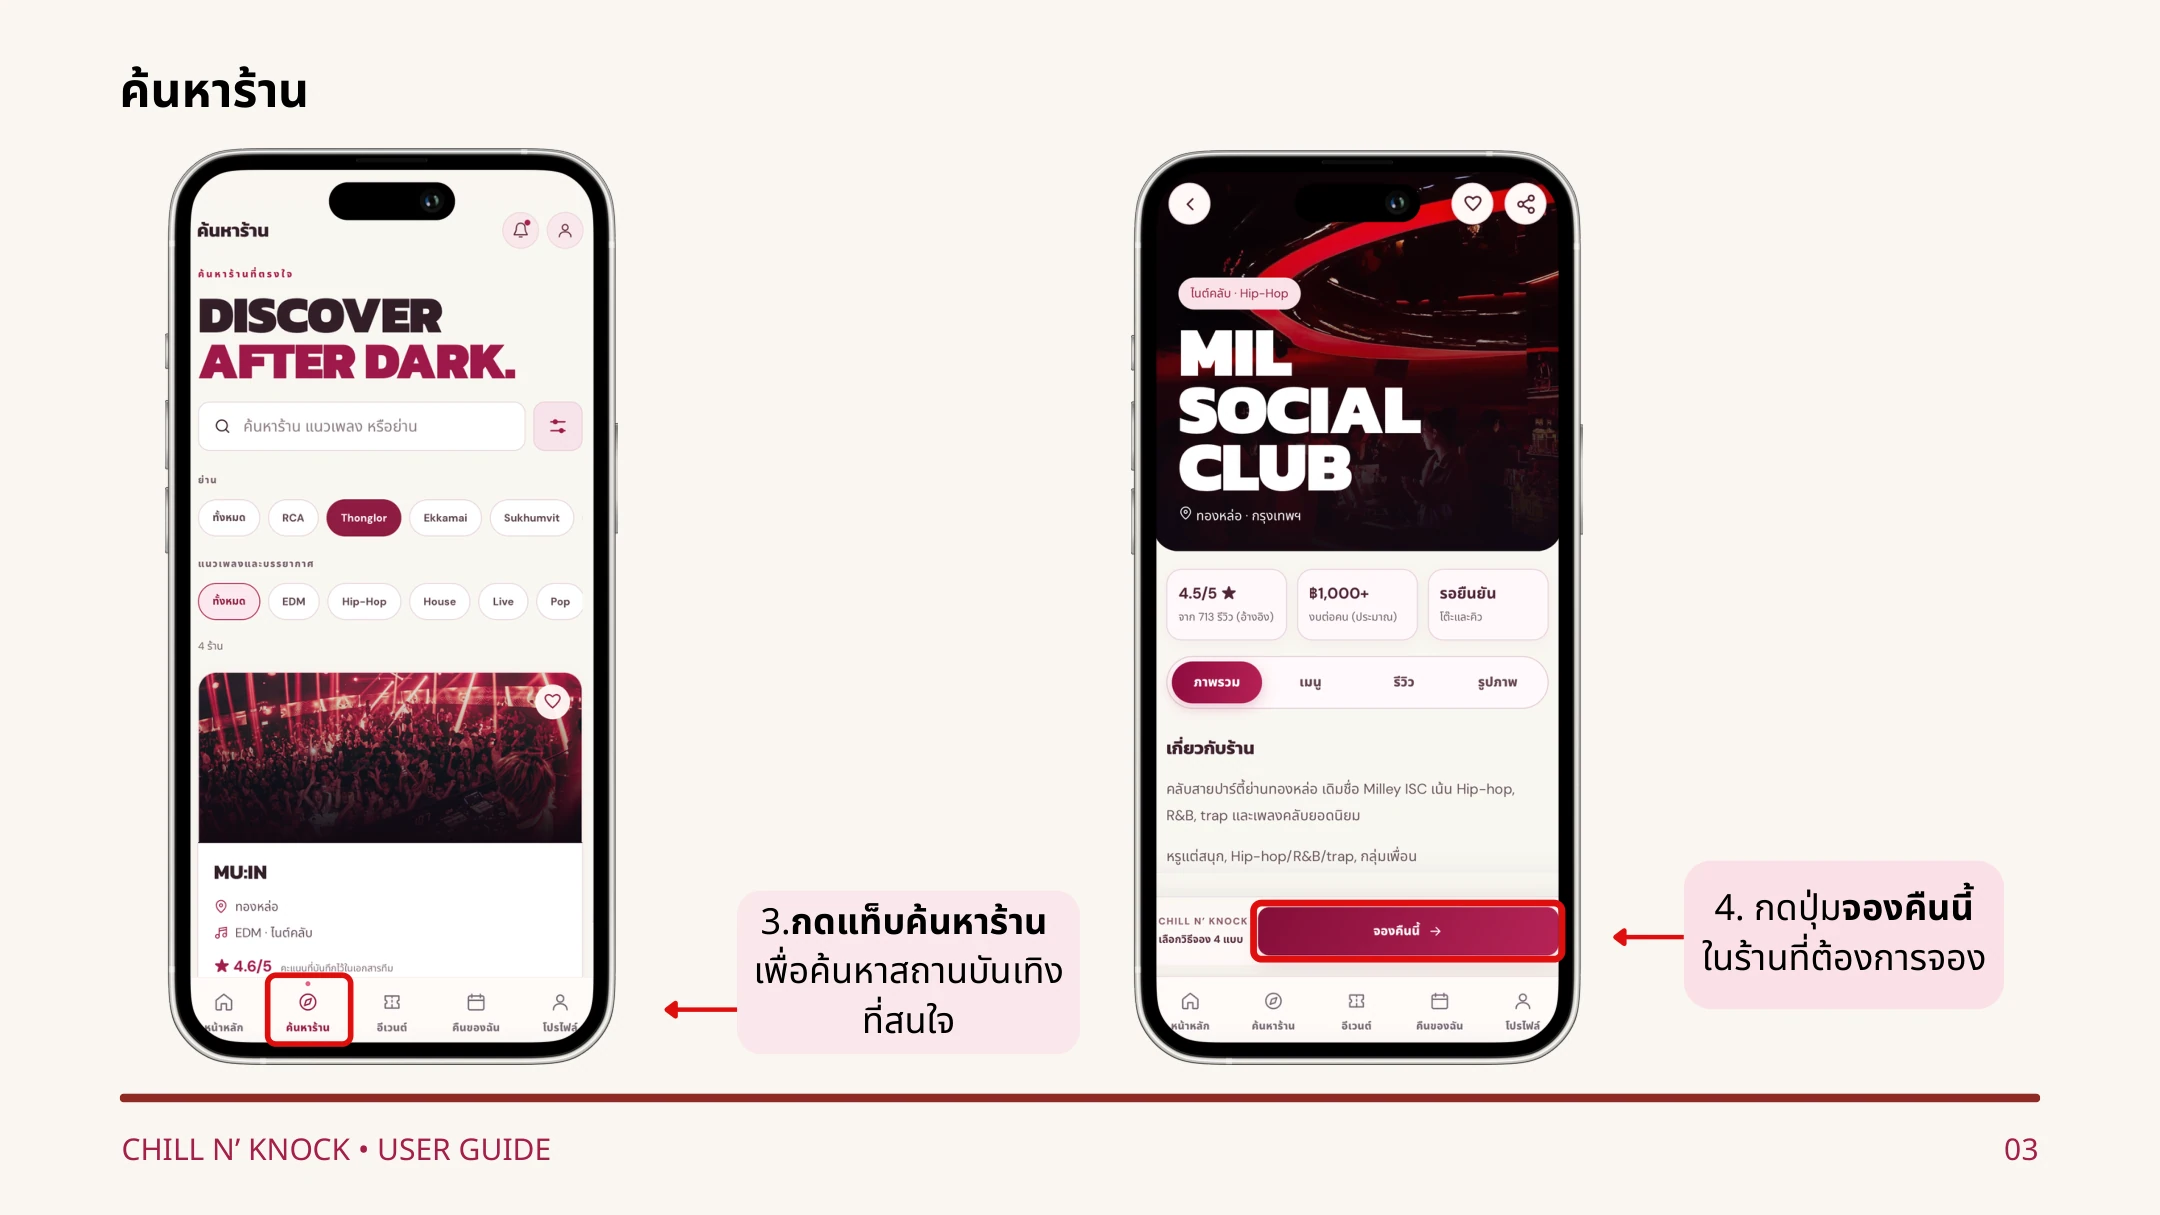 ค้นหาร้าน
ค้นหาร้าน
ค้นหาร้านที่ตรงใจ
DISCOVER
AFTER DARK.
ค้นหาร้าน แนวเพลง หรือย่าน
ย่าน
ทั้งหมด RCA Thonglor Ekkamai Sukhumvit
แนวเพลงและบรรยากาศ
ทั้งหมด EDM Hip-Hop House Live Pop
4 ร้าน
MU:IN
ทองหล่อ
EDM · ไนต์คลับ
★ 4.6/5 คะแนนที่บันทึกไว้ในเอกสารทีม
หน้าหลัก ค้นหาร้าน อีเวนต์ คืนของฉัน โปรไฟล์
3.กดแท็บค้นหาร้าน
เพื่อค้นหาสถานบันเทิง
ที่สนใจ
ไนต์คลับ · Hip-Hop
MIL
SOCIAL
CLUB
ทองหล่อ · กรุงเทพฯ
4.5/5 ★ ฿1,000+ รอยืนยัน
จาก 713 รีวิว (อ้างอิง) งบต่อคน (ประมาณ) โต๊ะและคิว
ภาพรวม เมนู รีวิว รูปภาพ
เกี่ยวกับร้าน
คลับสายปาร์ตี้ย่านทองหล่อ เดิมชื่อ Milley ISC เน้น Hip-hop,
R&B, trap และเพลงคลับยอดนิยม
หรูแต่สนุก, Hip-hop/R&B/trap, กลุ่มเพื่อน
CHILL N’ KNOCK
เลือกวิธีจอง 4 แบบ
จองคืนนี้ →
หน้าหลัก ค้นหาร้าน อีเวนต์ คืนของฉัน โปรไฟล์
4. กดปุ่มจองคืนนี้
ในร้านที่ต้องการจอง
CHILL N’ KNOCK • USER GUIDE
03